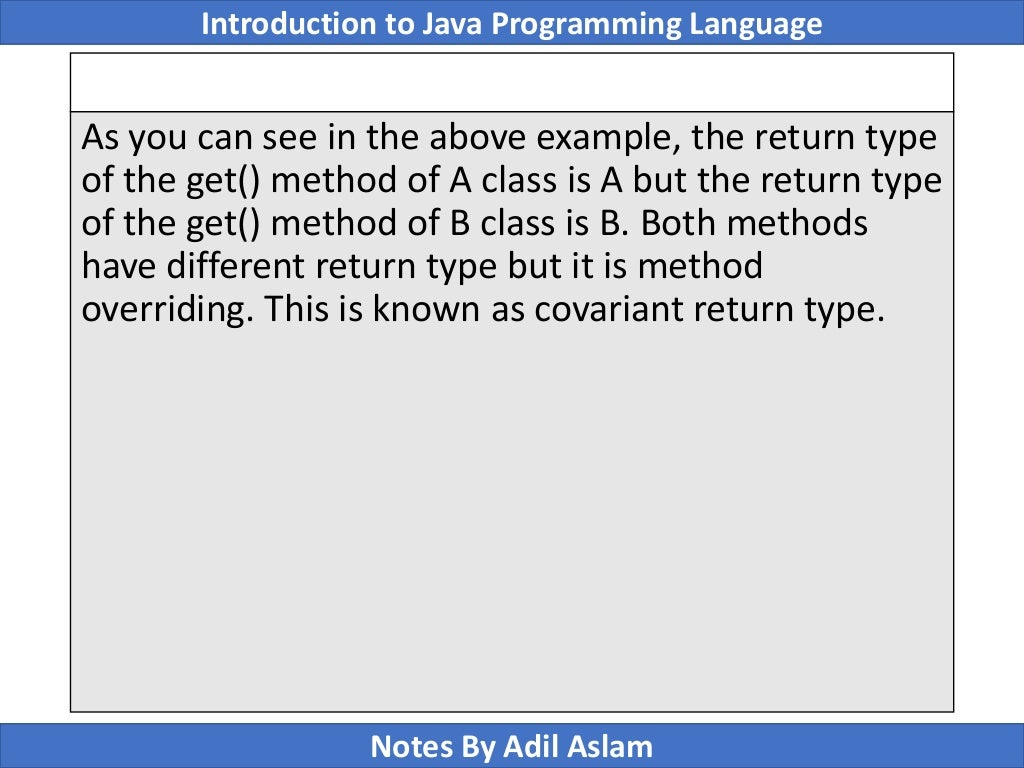 Introduction to Java Programming Language
As you can see in the above example, the return type
of the get() method of A class is A but the return type
of the get() method of B class is B. Both methods
have different return type but it is method
overriding. This is known as covariant return type.
Notes By Adil Aslam